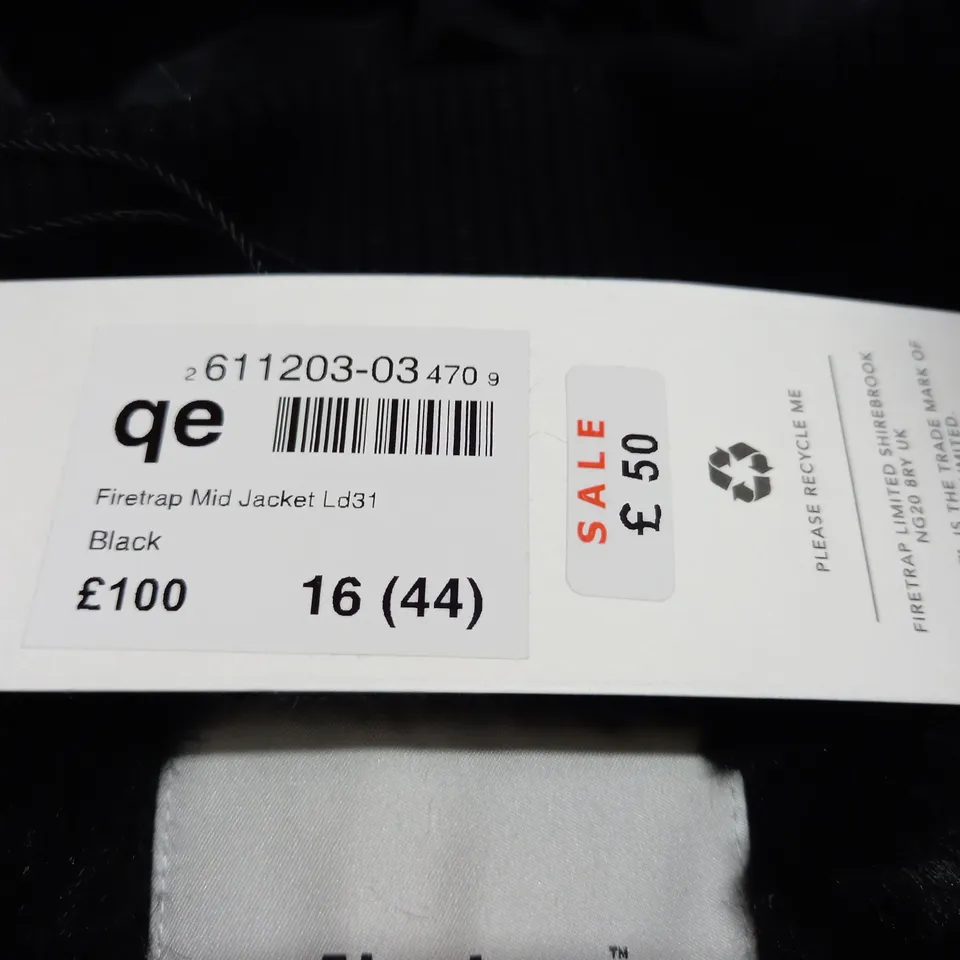 2 611203-03 470 9
qe
Firetrap Mid Jacket Ld31
Black
£100 16 (44)
SALE
£ 50
PLEASE RECYCLE ME
FIRETRAP LIMITED SHIREBROOK
NG20 8RY UK
IS THE TRADE MARK OF
™